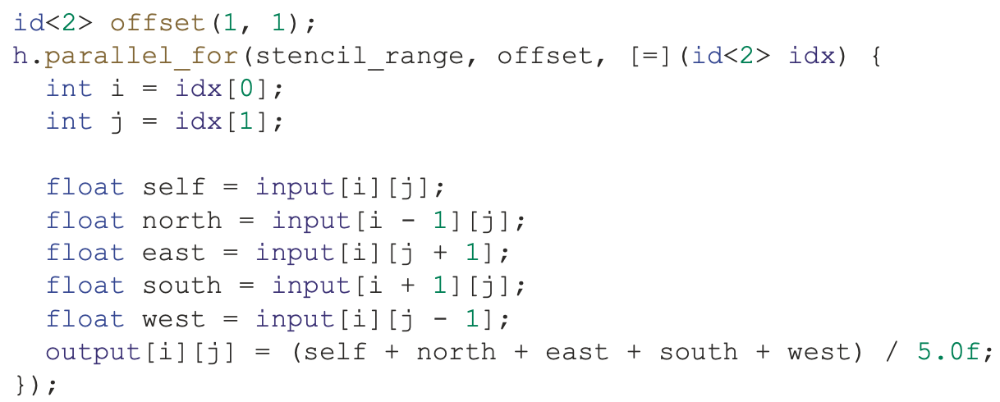 id<2> offset(1, 1);
h.parallel_for(stencil_range, offset, [=](id<2> idx) {
  int i = idx[0];
  int j = idx[1];

  float self = input[i][j];
  float north = input[i - 1][j];
  float east = input[i][j + 1];
  float south = input[i + 1][j];
  float west = input[i][j - 1];
  output[i][j] = (self + north + east + south + west) / 5.0f;
});